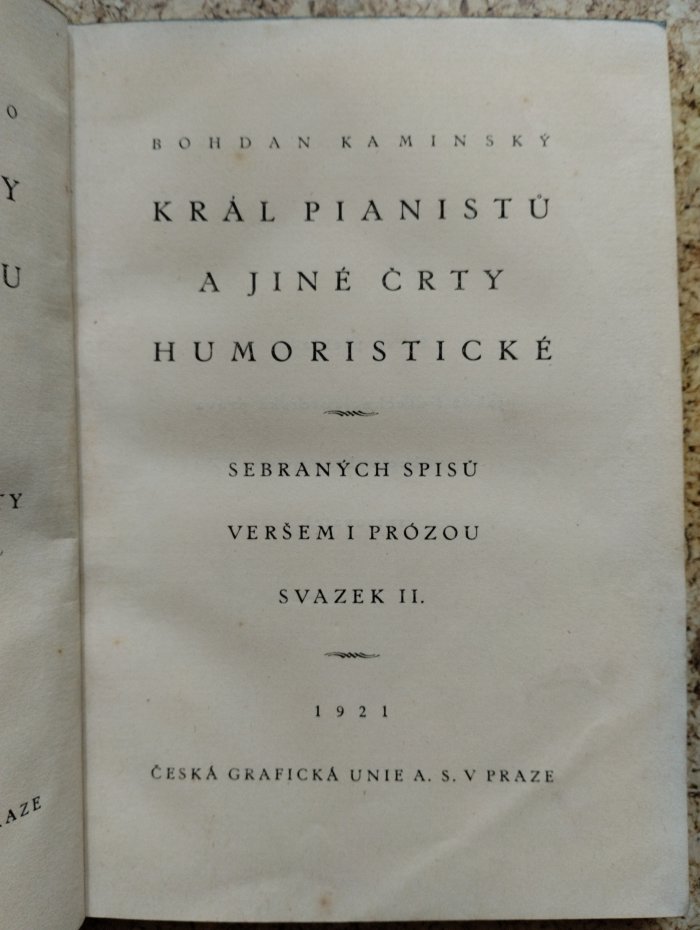 BOHDAN KAMINSKÝ
KRÁL PIANISTŮ
A JINÉ ČRTY
HUMORISTICKÉ
SEBRANÝCH SPISŮ
VERŠEM I PRÓZOU
SVAZEK II.
1921
ČESKÁ GRAFICKÁ UNIE A. S. V PRAZE